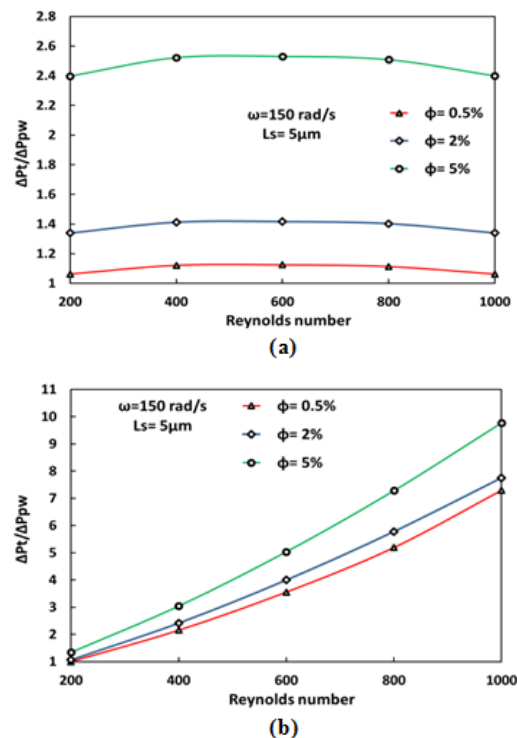 2.8
2.6
2.4
2.2
2
1.8
1.6
1.4
1.2
1
ΔPt/ΔPpw
ω=150 rad/s
Ls= 5μm
ϕ= 0.5%
ϕ= 2%
ϕ= 5%
200 400 600 800 1000
Reynolds number
(a)
11
10
9
8
7
6
5
4
3
2
1
ΔPt/ΔPpw
ω=150 rad/s
Ls= 5μm
ϕ= 0.5%
ϕ= 2%
ϕ= 5%
200 400 600 800 1000
Reynolds number
(b)